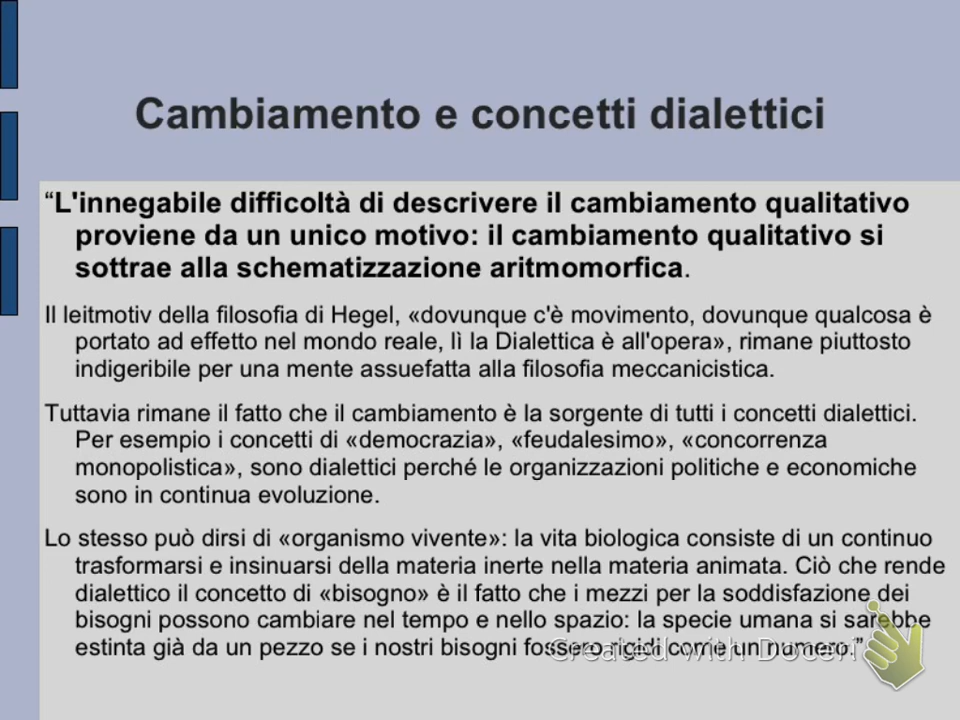 Cambiamento e concetti dialettici
“L'innegabile difficoltà di descrivere il cambiamento qualitativo
proviene da un unico motivo: il cambiamento qualitativo si
sottrae alla schematizzazione aritmomorfica.
Il leitmotiv della filosofia di Hegel, «dovunque c'è movimento, dovunque qualcosa è
portato ad effetto nel mondo reale, lì la Dialettica è all'opera», rimane piuttosto
indigeribile per una mente assuefatta alla filosofia meccanicistica.
Tuttavia rimane il fatto che il cambiamento è la sorgente di tutti i concetti dialettici.
Per esempio i concetti di «democrazia», «feudalesimo», «concorrenza
monopolistica», sono dialettici perché le organizzazioni politiche e economiche
sono in continua evoluzione.
Lo stesso può dirsi di «organismo vivente»: la vita biologica consiste di un continuo
trasformarsi e insinuarsi della materia inerte nella materia animata. Ciò che rende
dialettico il concetto di «bisogno» è il fatto che i mezzi per la soddisfazione dei
bisogni possono cambiare nel tempo e nello spazio: la specie umana si sarebbe
estinta già da un pezzo se i nostri bisogni fossero rigidi come un numero.”
Created with Doceri